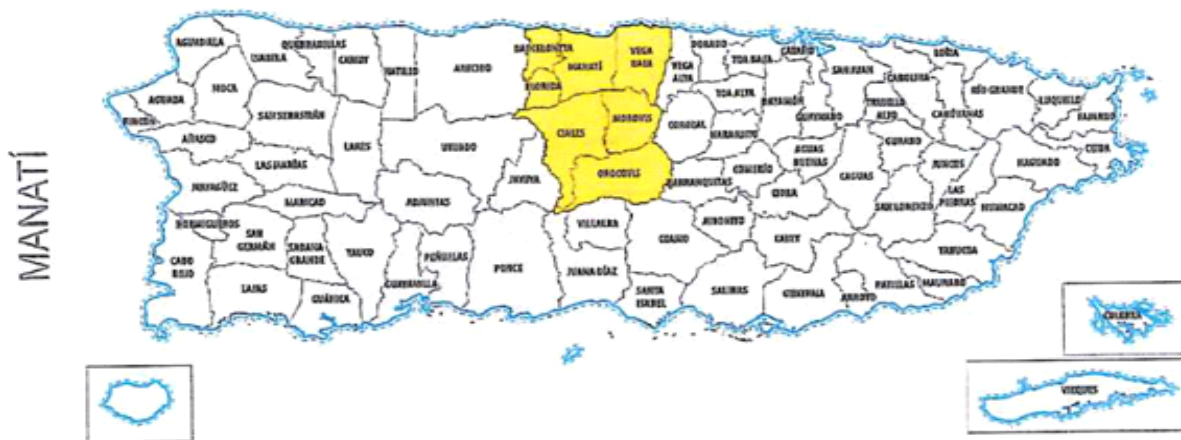 MANATÍ
AGUADILLA
ISABELA
QUEBRADILLAS
CAMUY
HATILLO
ARECIBO
BARCELONETA
MANATÍ
VEGA
BAJA
VEGA
ALTA
DORADO
TOA BAJA
CATAÑO
SAN JUAN
CAROLINA
LOÍZA
RÍO GRANDE
LUQUILLO
FAJARDO
CEIBA
AGUADA
MOCA
RINCÓN
AÑASCO
SAN SEBASTIÁN
LARES
UTUADO
FLORIDA
CIALES
MOROVIS
COROZAL
TOA ALTA
BAYAMÓN
GUAYNABO
TRUJILLO
ALTO
CANÓVANAS
NARANJITO
AGUAS
BUENAS
GURABO
JUNCOS
NAGUABO
MAYAGÜEZ
LAS MARÍAS
MARICAO
ADJUNTAS
JAYUYA
OROCOVIS
BARRANQUITAS
COMERÍO
CIDRA
CAGUAS
SAN LORENZO
LAS
PIEDRAS
HUMACAO
HORMIGUEROS
CABO
ROJO
SAN
GERMÁN
SABANA
GRANDE
YAUCO
GUAYANILLA
PEÑUELAS
PONCE
VILLALBA
JUANA DÍAZ
COAMO
AIBONITO
CAYEY
YABUCOA
LAJAS
GUÁNICA
SANTA
ISABEL
SALINAS
GUAYAMA
ARROYO
PATILLAS
MAUNABO
CULEBRA
VIEQUES